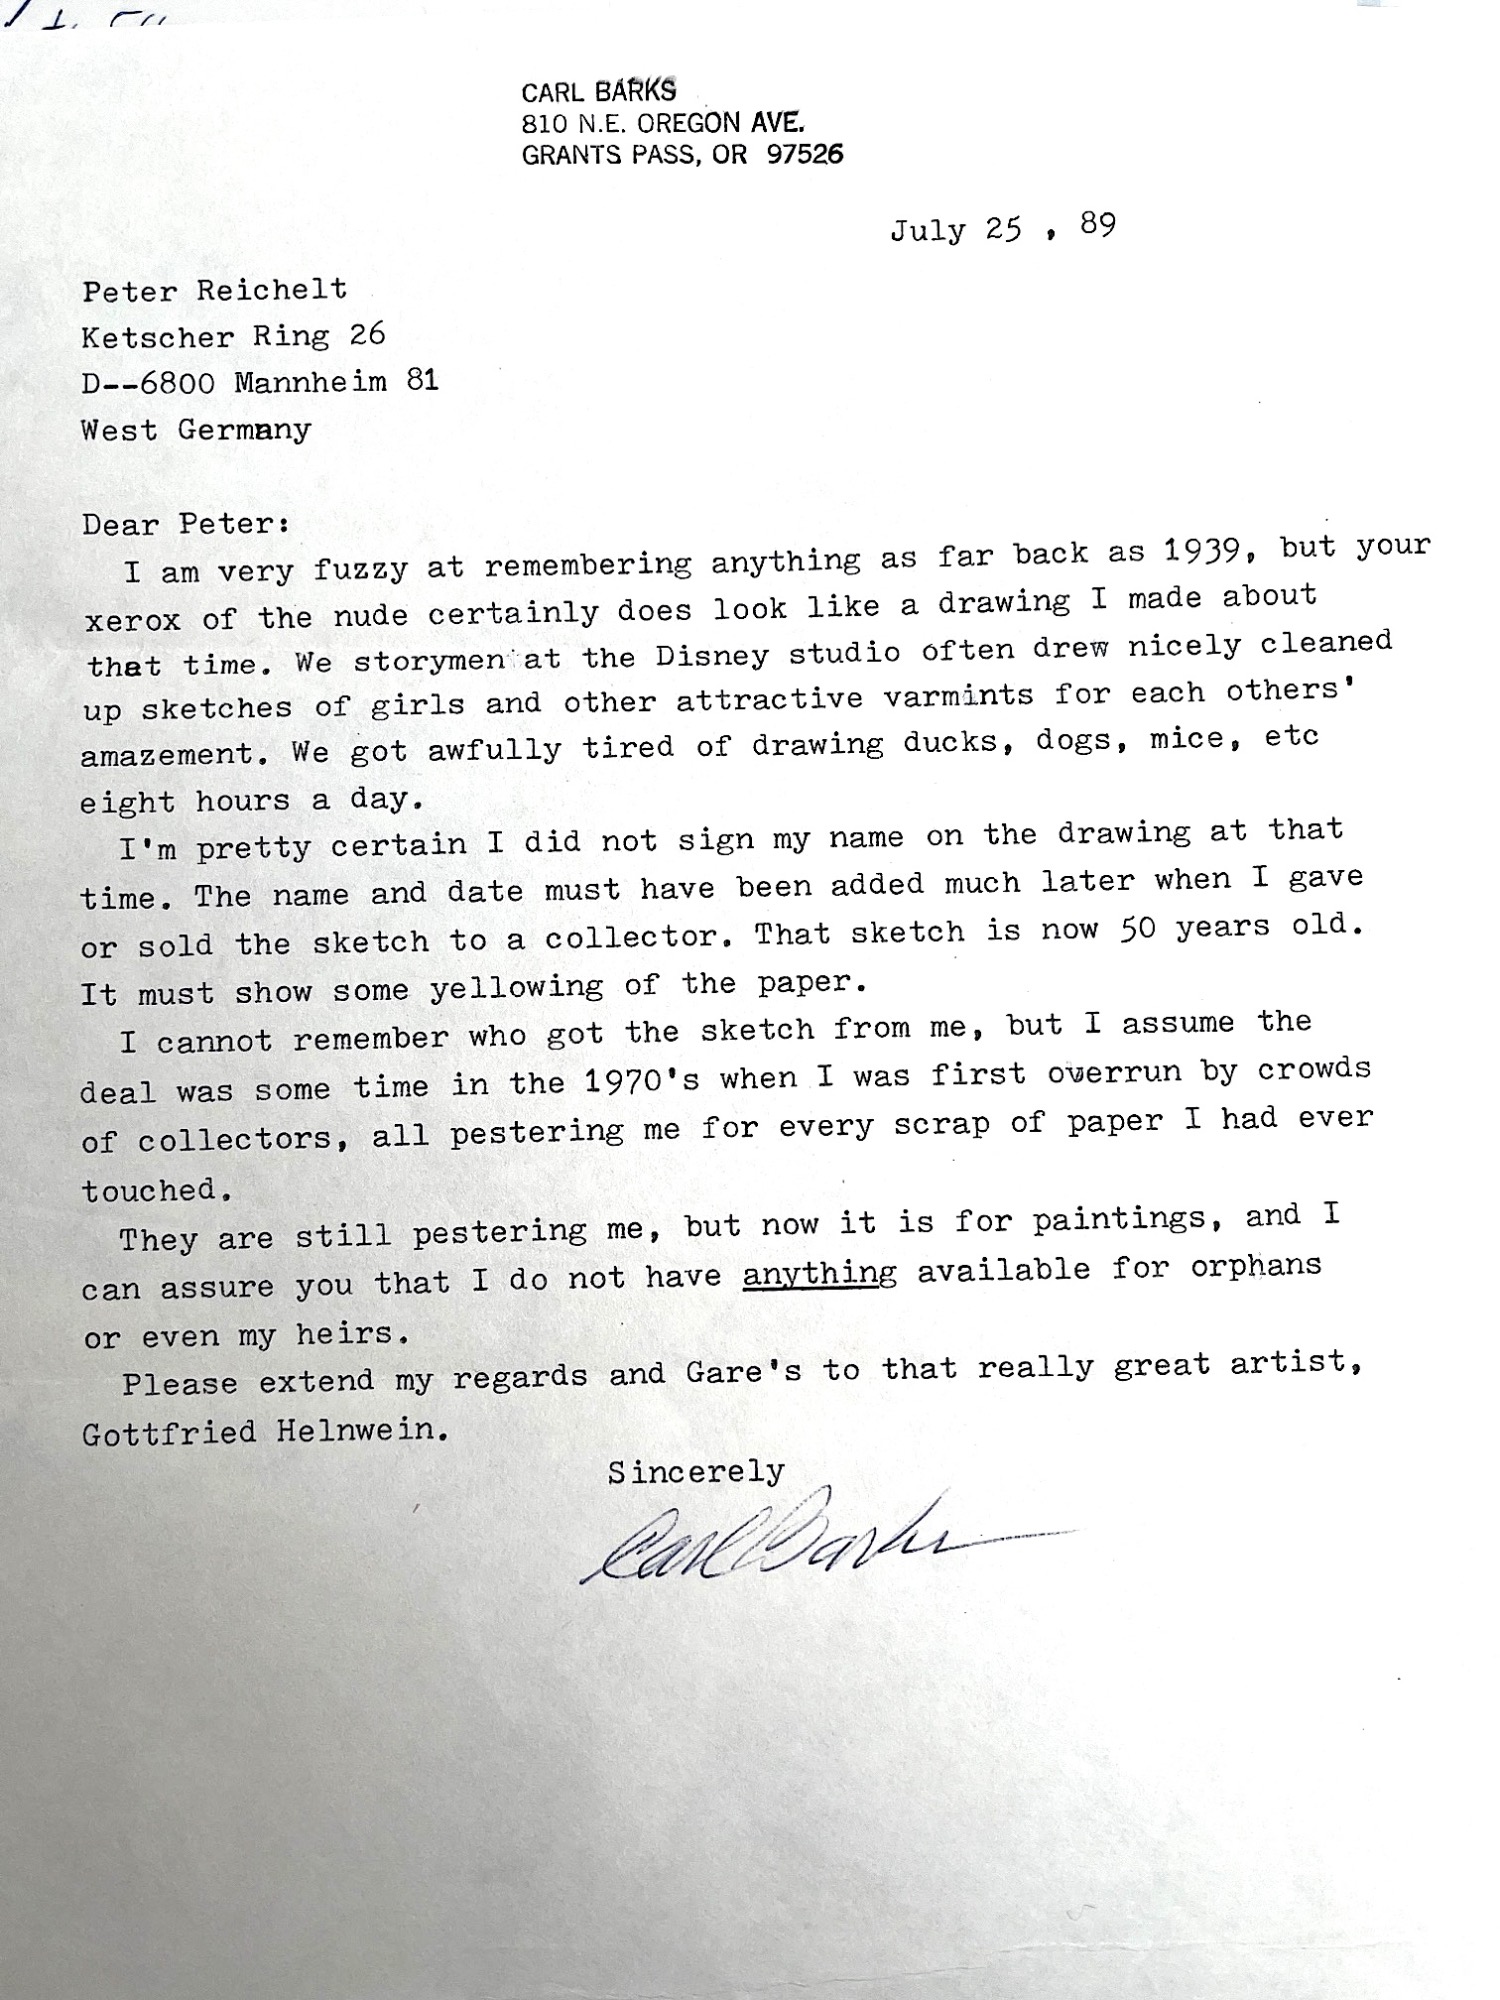 CARL BARKS
810 N.E. OREGON AVE.
GRANTS PASS, OR 97526
July 25 , 89
Peter Reichelt
Ketscher Ring 26
D--6800 Mannheim 81
West Germany
Dear Peter:
I am very fuzzy at remembering anything as far back as 1939, but your
xerox of the nude certainly does look like a drawing I made about
that time. We storymen at the Disney studio often drew nicely cleaned
up sketches of girls and other attractive varmints for each others'
amazement. We got awfully tired of drawing ducks, dogs, mice, etc
eight hours a day.
I'm pretty certain I did not sign my name on the drawing at that
time. The name and date must have been added much later when I gave
or sold the sketch to a collector. That sketch is now 50 years old.
It must show some yellowing of the paper.
I cannot remember who got the sketch from me, but I assume the
deal was some time in the 1970's when I was first overrun by crowds
of collectors, all pestering me for every scrap of paper I had ever
touched.
They are still pestering me, but now it is for paintings, and I
can assure you that I do not have anything available for orphans
or even my heirs.
Please extend my regards and Gare's to that really great artist,
Gottfried Helnwein.
Sincerely
Carl Barks